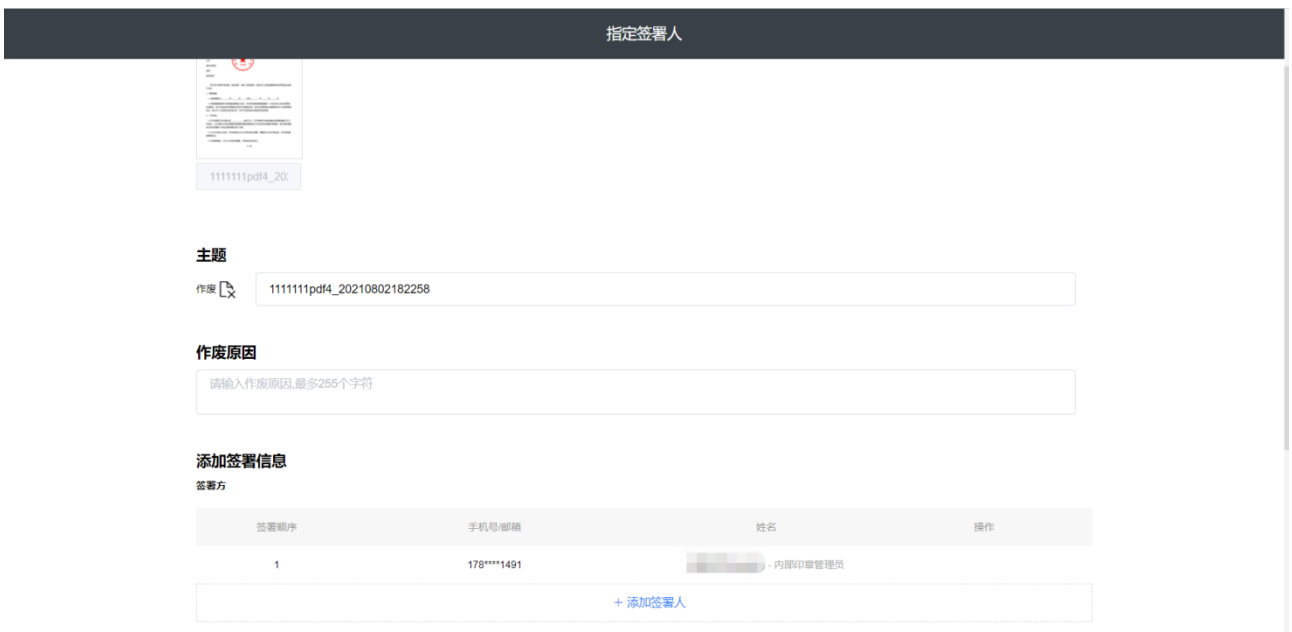 指定签署人
1111111pdf4_20
主题
作废
1111111pdf4_20210802182258
作废原因
请输入作废原因,最多255个字符
添加签署信息
签署方
签署顺序 手机号/邮箱 姓名 操作
1 178****1491 - 内部印章管理员
+ 添加签署人